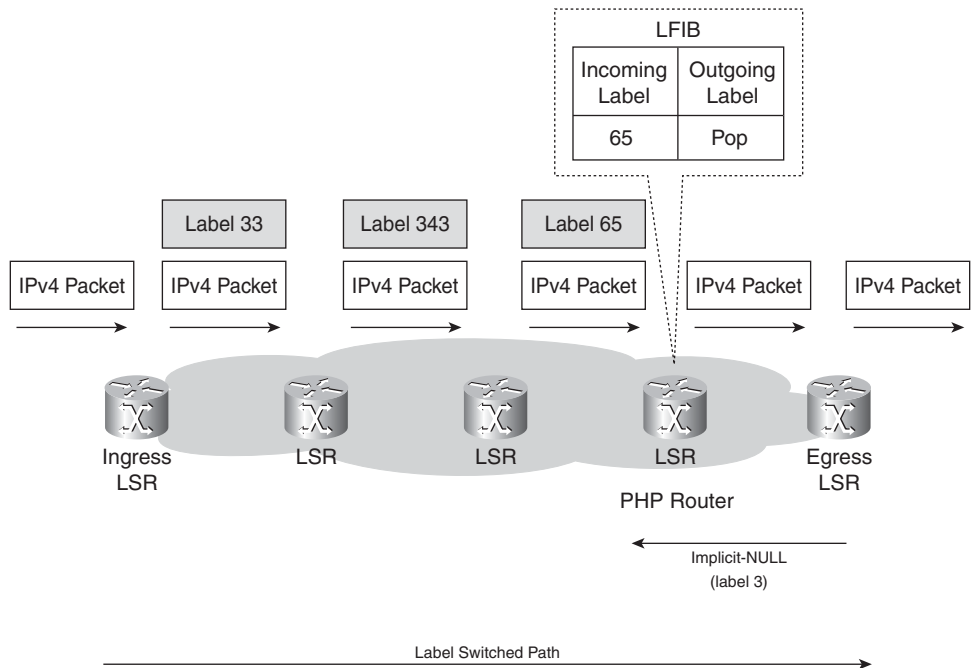 LFIB
Incoming Label
Outgoing Label
65
Pop
Label 33
Label 343
Label 65
IPv4 Packet
IPv4 Packet
IPv4 Packet
IPv4 Packet
IPv4 Packet
IPv4 Packet
Ingress
LSR
LSR
LSR
LSR
Egress
LSR
PHP Router
Implicit-NULL
(label 3)
Label Switched Path